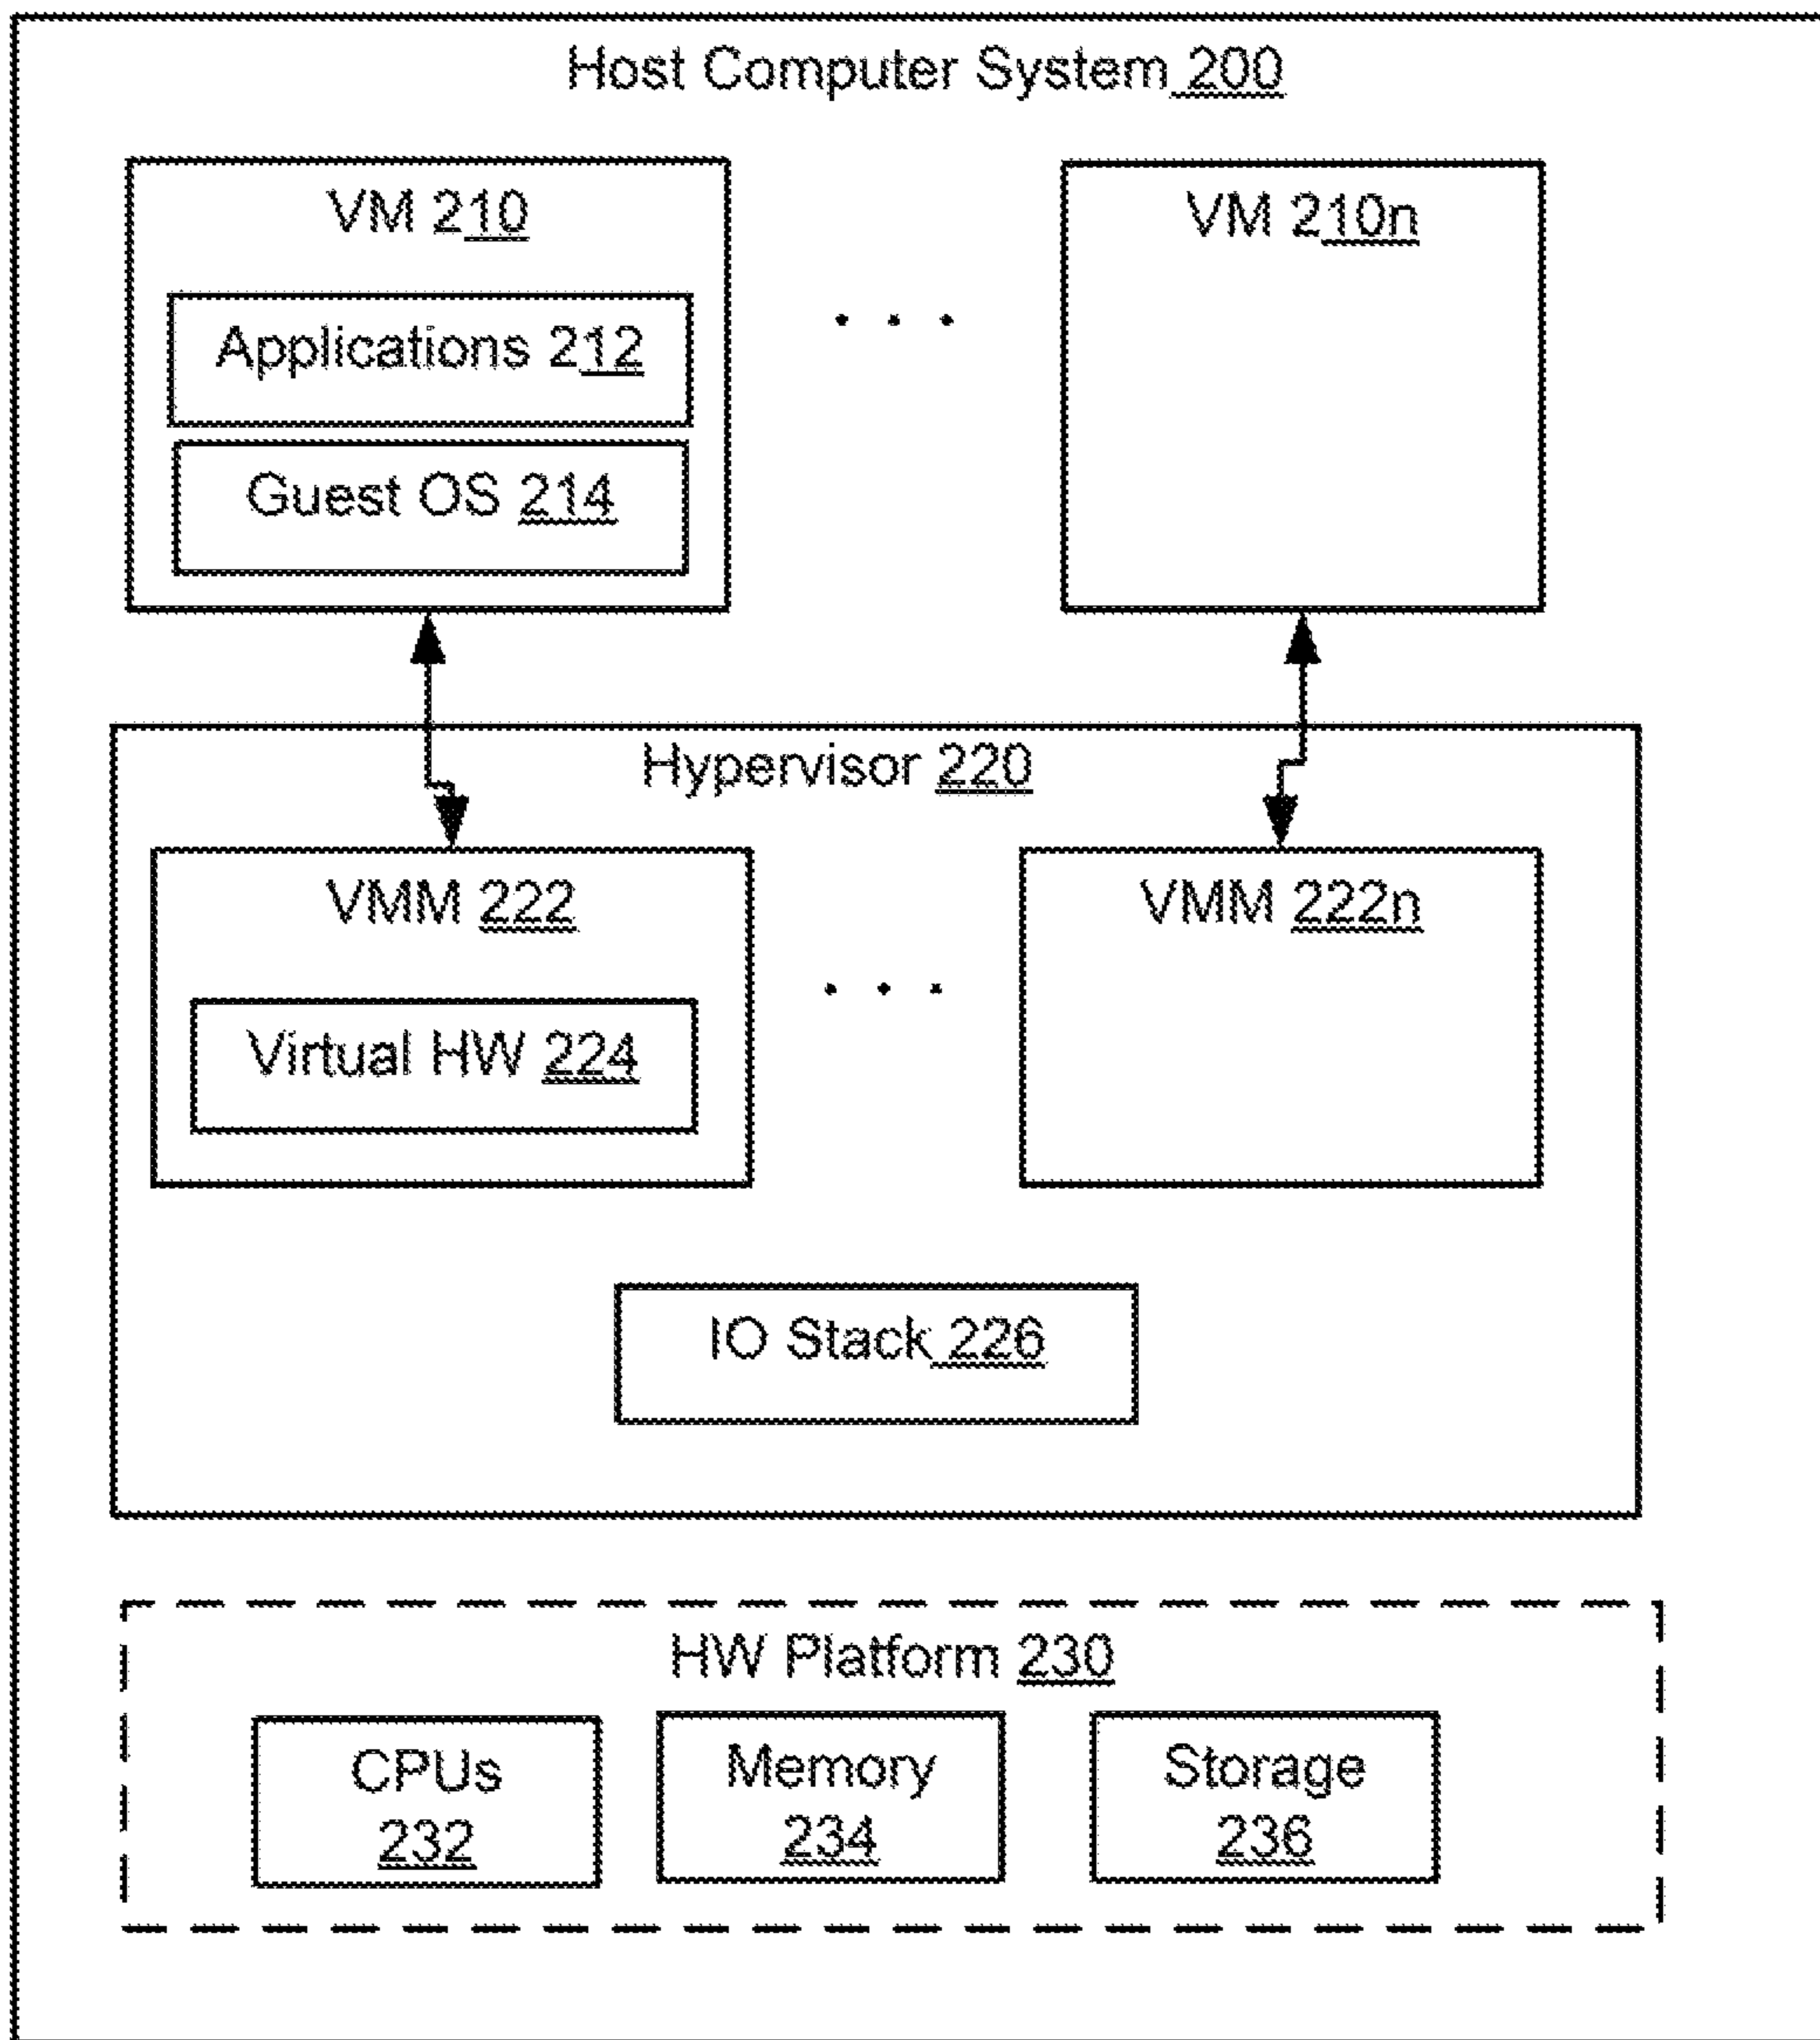 Host Computer System 200
VM 210
VM 210n
Applications 212
Guest OS 214
. . .
Hypervisor 220
VMM 222
VMM 222n
Virtual HW 224
. . .
IO Stack 226
HW Platform 230
CPUs
232
Memory
234
Storage
236